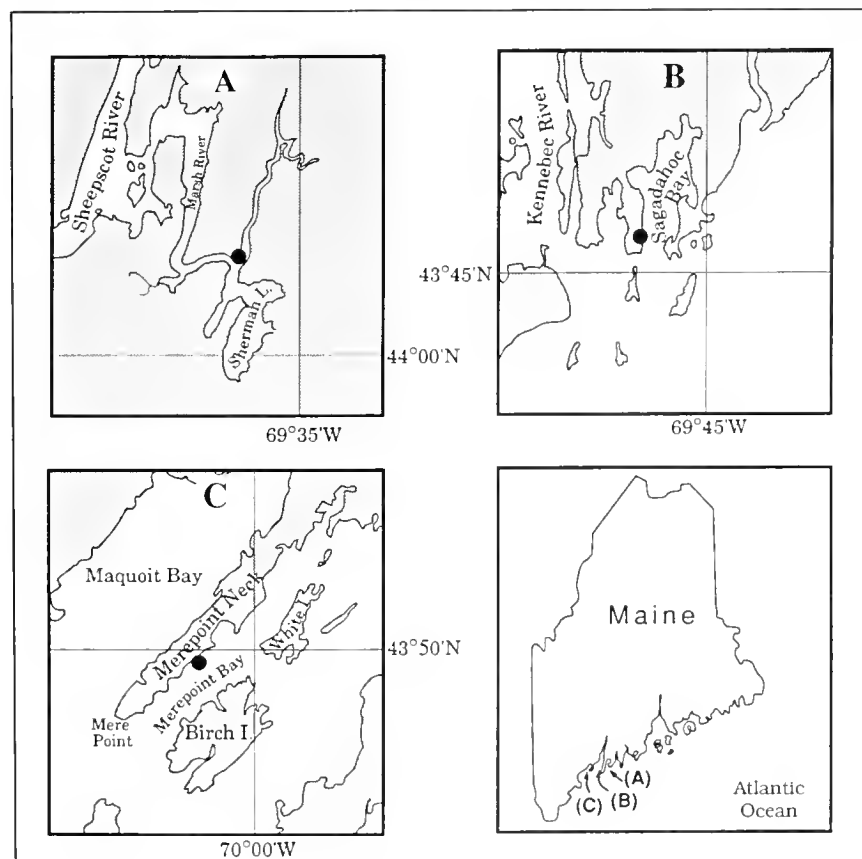 A
Sheepscot River
Marsh River
Sherman L.
44°00'N
69°35'W
B
Kennebec River
Sagadahoc
Bay
43°45'N
69°45'W
C
Maquoit Bay
Merepoint Neck
White I.
43°50'N
Merepoint Bay
Mere
Point
Birch I.
70°00'W
Maine
(A)
(B)
(C)
Atlantic
Ocean